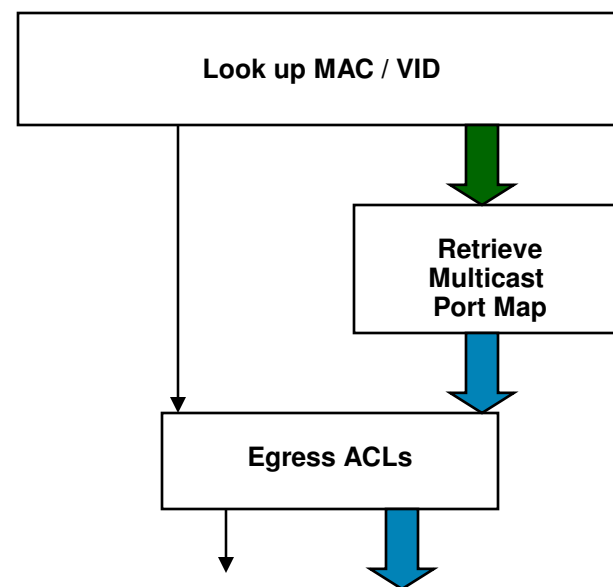 Look up MAC / VID
Retrieve
Multicast
Port Map
Egress ACLs